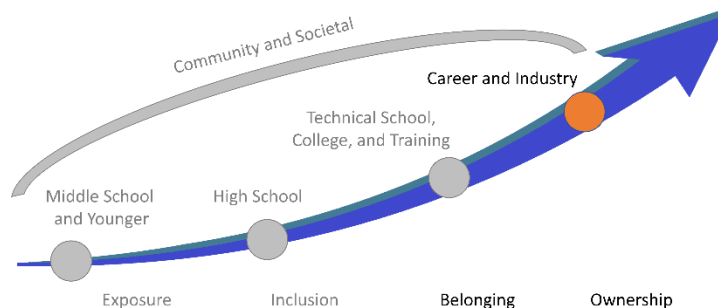 Community and Societal
Career and Industry
Technical School,
College, and Training
Middle School
and Younger
High School
Exposure
Inclusion
Belonging
Ownership